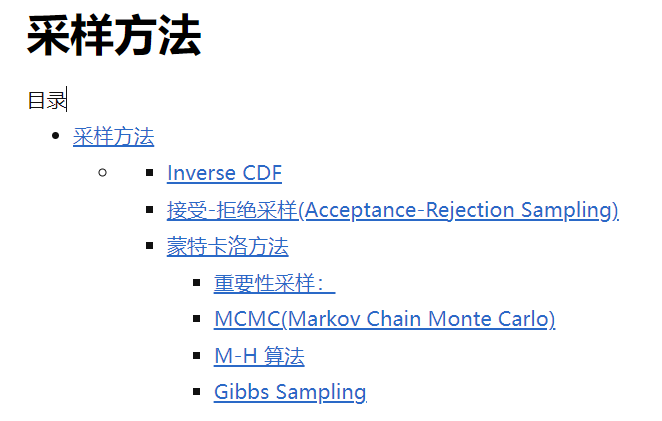 采样方法
目录
采样方法
Inverse CDF
接受-拒绝采样(Acceptance-Rejection Sampling)
蒙特卡洛方法
重要性采样：
MCMC(Markov Chain Monte Carlo)
M-H 算法
Gibbs Sampling